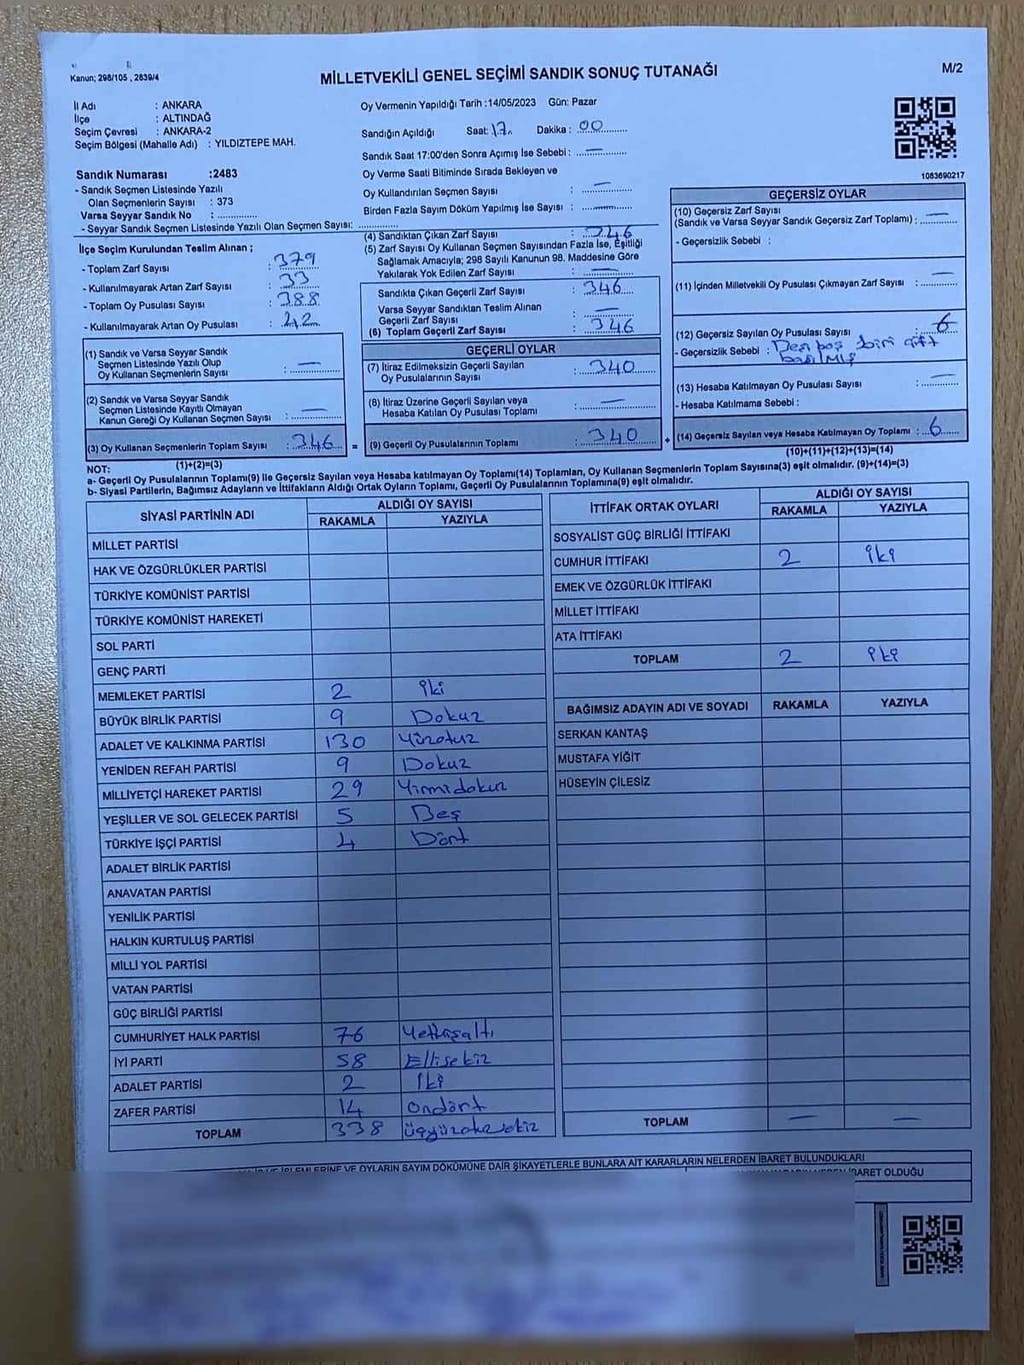 Kanun; 298/105 , 2839/4
MİLLETVEKİLİ GENEL SEÇİMİ SANDIK SONUÇ TUTANAĞI
M/2
İl Adı : ANKARA
İlçe : ALTINDAĞ
Seçim Çevresi : ANKARA-2
Seçim Bölgesi (Mahalle Adı) : YILDIZTEPE MAH.
Oy Vermenin Yapıldığı Tarih :14/05/2023 Gün: Pazar
Sandığın Açıldığı Saat: 17 Dakika : 00
Sandık Saat 17:00'den Sonra Açımış İse Sebebi : —
Oy Verme Saati Bitiminde Sırada Bekleyen ve
Oy Kullandırılan Seçmen Sayısı : —
Birden Fazla Sayım Döküm Yapılmış İse Sayısı : —
1083690217
Sandık Numarası :2483
- Sandık Seçmen Listesinde Yazılı
Olan Seçmenlerin Sayısı : 373
Varsa Seyyar Sandık No :
- Seyyar Sandık Seçmen Listesinde Yazılı Olan Seçmen Sayısı:
İlçe Seçim Kurulundan Teslim Alınan ;
- Toplam Zarf Sayısı : 379
- Kullanılmayarak Artan Zarf Sayısı : 33
- Toplam Oy Pusulası Sayısı : 388
- Kullanılmayarak Artan Oy Pusulası : 42
(1) Sandık ve Varsa Seyyar Sandık
Seçmen Listesinde Yazılı Olup
Oy Kullanan Seçmenlerin Sayısı : —
(2) Sandık ve Varsa Seyyar Sandık
Seçmen Listesinde Kayıtlı Olmayan
Kanun Gereği Oy Kullanan Seçmen Sayısı : —
(3) Oy Kullanan Seçmenlerin Toplam Sayısı : 346 =
(1)+(2)=(3)
(4) Sandıktan Çıkan Zarf Sayısı : 346
(5) Zarf Sayısı Oy Kullanan Seçmen Sayısından Fazla İse, Eşitliği
Sağlamak Amacıyla; 298 Sayılı Kanunun 98. Maddesine Göre
Yakılarak Yok Edilen Zarf Sayısı : —
Sandıkta Çıkan Geçerli Zarf Sayısı : 346
Varsa Seyyar Sandıktan Teslim Alınan
Geçerli Zarf Sayısı : —
(6) Toplam Geçerli Zarf Sayısı : 346
GEÇERLİ OYLAR
(7) İtiraz Edilmeksizin Geçerli Sayılan
Oy Pusulalarının Sayısı : 340
(8) İtiraz Üzerine Geçerli Sayılan veya
Hesaba Katılan Oy Pusulası Toplamı : —
(9) Geçerli Oy Pusulalarının Toplamı : 340 +
GEÇERSİZ OYLAR
(10) Geçersiz Zarf Sayısı
(Sandık ve Varsa Seyyar Sandık Geçersiz Zarf Toplamı) : —
- Geçersizlik Sebebi :
(11) İçinden Milletvekili Oy Pusulası Çıkmayan Zarf Sayısı : —
(12) Geçersiz Sayılan Oy Pusulası Sayısı : 6
- Geçersizlik Sebebi : Beşi boş biri çift
basılmış
(13) Hesaba Katılmayan Oy Pusulası Sayısı : —
- Hesaba Katılmama Sebebi :
(14) Geçersiz Sayılan veya Hesaba Katılmayan Oy Toplamı : 6
(10)+(11)+(12)+(13)=(14)
NOT:
a- Geçerli Oy Pusulalarının Toplamı(9) ile Geçersiz Sayılan veya Hesaba katılmayan Oy Toplamı(14) Toplamları, Oy Kullanan Seçmenlerin Toplam Sayısına(3) eşit olmalıdır. (9)+(14)=(3)
b- Siyasi Partilerin, Bağımsız Adayların ve İttifakların Aldığı Ortak Oyların Toplamı, Geçerli Oy Pusulalarının Toplamına(9) eşit olmalıdır.
SİYASİ PARTİNİN ADI ALDIĞI OY SAYISI
RAKAMLA YAZIYLA
MİLLET PARTİSİ
HAK VE ÖZGÜRLÜKLER PARTİSİ
TÜRKİYE KOMÜNİST PARTİSİ
TÜRKİYE KOMÜNİST HAREKETİ
SOL PARTİ
GENÇ PARTİ
MEMLEKET PARTİSİ 2 iki
BÜYÜK BİRLİK PARTİSİ 9 Dokuz
ADALET VE KALKINMA PARTİSİ 130 Yüzotuz
YENİDEN REFAH PARTİSİ 9 Dokuz
MİLLİYETÇİ HAREKET PARTİSİ 29 Yirmidokuz
YEŞİLLER VE SOL GELECEK PARTİSİ 5 Beş
TÜRKİYE İŞÇİ PARTİSİ 4 Dört
ADALET BİRLİK PARTİSİ
ANAVATAN PARTİSİ
YENİLİK PARTİSİ
HALKIN KURTULUŞ PARTİSİ
MİLLİ YOL PARTİSİ
VATAN PARTİSİ
GÜÇ BİRLİĞİ PARTİSİ
CUMHURİYET HALK PARTİSİ 76 Yetmişaltı
İYİ PARTİ 58 Ellisekiz
ADALET PARTİSİ 2 İki
ZAFER PARTİSİ 14 Ondört
TOPLAM 338 Üçyüzotuzsekiz
İTTİFAK ORTAK OYLARI ALDIĞI OY SAYISI
RAKAMLA YAZIYLA
SOSYALİST GÜÇ BİRLİĞİ İTTİFAKI
CUMHUR İTTİFAKI 2 iki
EMEK VE ÖZGÜRLÜK İTTİFAKI
MİLLET İTTİFAKI
ATA İTTİFAKI
TOPLAM 2 iki
BAĞIMSIZ ADAYIN ADI VE SOYADI RAKAMLA YAZIYLA
SERKAN KANTAŞ
MUSTAFA YİĞİT
HÜSEYİN ÇİLESİZ
TOPLAM — —
İŞLEMLERİNE VE OYLARIN SAYIM DÖKÜMÜNE DAİR ŞİKAYETLERLE BUNLARA AİT KARARLARIN NELERDEN İBARET BULUNDUKLARI
İBARET OLDUĞU